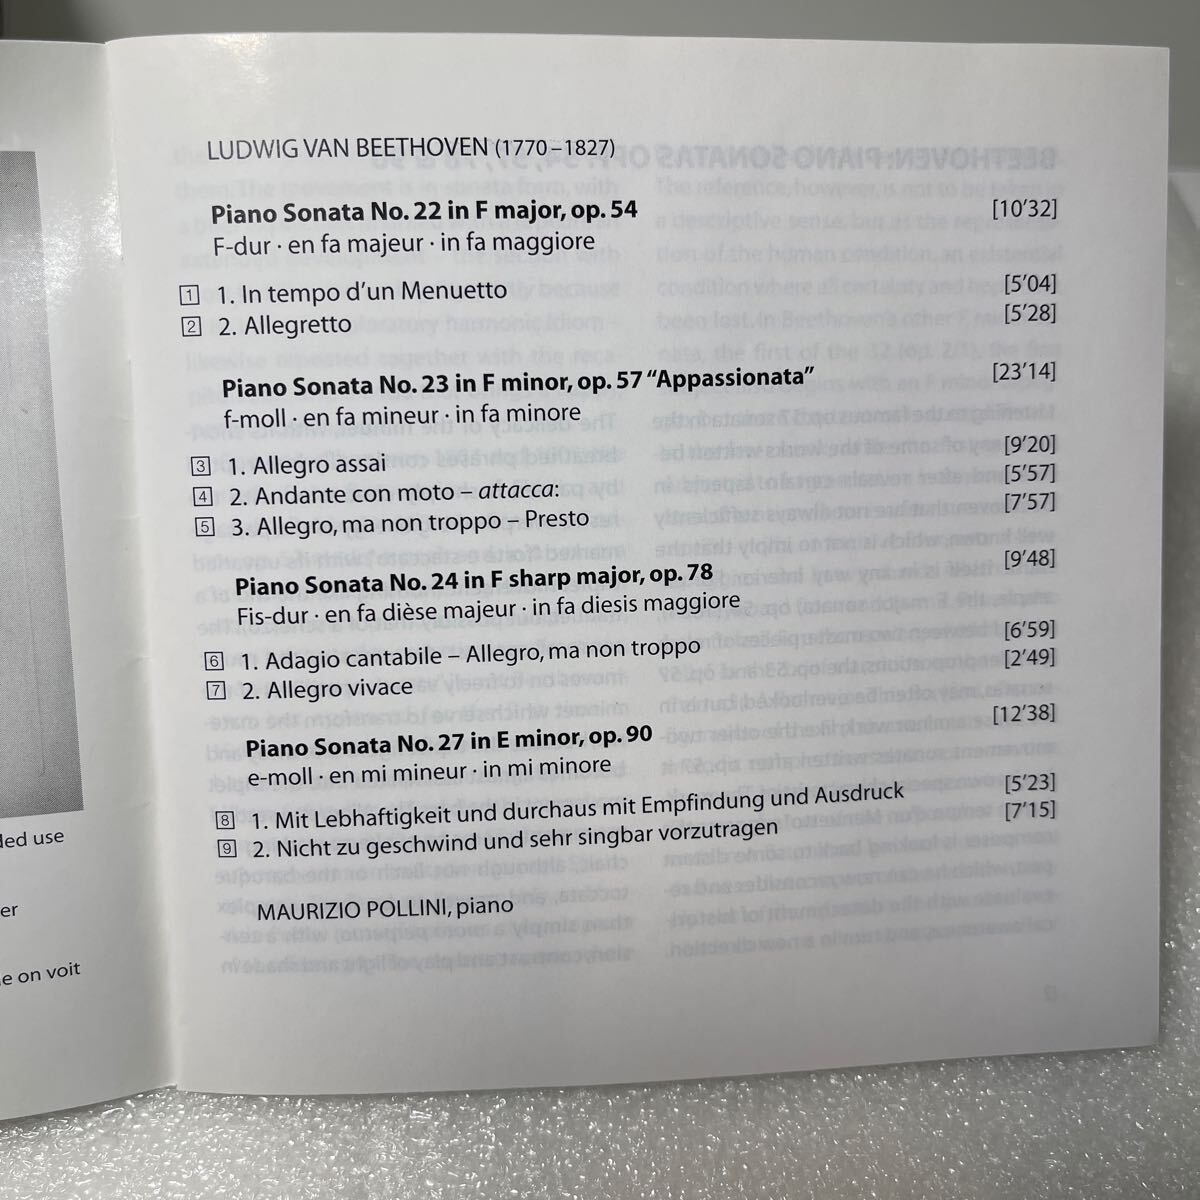 LUDWIG VAN BEETHOVEN (1770–1827)
Piano Sonata No. 22 in F major, op. 54 [10’32]
F-dur · en fa majeur · in fa maggiore
1 1. In tempo d’un Menuetto [5’04]
2 2. Allegretto [5’28]
Piano Sonata No. 23 in F minor, op. 57 “Appassionata” [23’14]
f-moll · en fa mineur · in fa minore
3 1. Allegro assai [9’20]
4 2. Andante con moto – attacca: [5’57]
5 3. Allegro, ma non troppo – Presto [7’57]
Piano Sonata No. 24 in F sharp major, op. 78 [9’48]
Fis-dur · en fa dièse majeur · in fa diesis maggiore
6 1. Adagio cantabile – Allegro, ma non troppo [6’59]
7 2. Allegro vivace [2’49]
Piano Sonata No. 27 in E minor, op. 90 [12’38]
e-moll · en mi mineur · in mi minore
8 1. Mit Lebhaftigkeit und durchaus mit Empfindung und Ausdruck [5’23]
9 2. Nicht zu geschwind und sehr singbar vorzutragen [7’15]
MAURIZIO POLLINI, piano
use
on voit